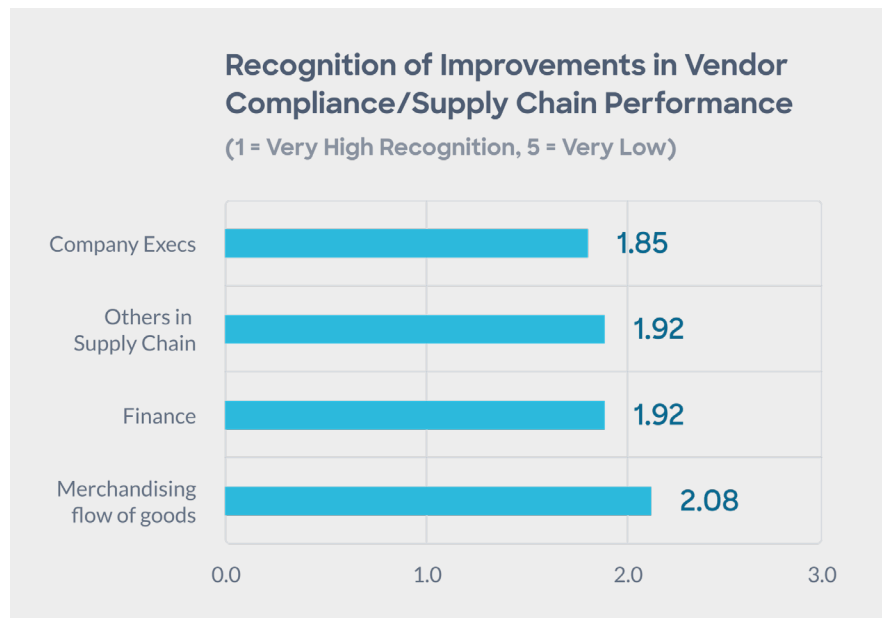 Recognition of Improvements in Vendor
Compliance/Supply Chain Performance
(1 = Very High Recognition, 5 = Very Low)
Company Execs
1.85
Others in
Supply Chain
1.92
Finance
1.92
Merchandising
flow of goods
2.08
0.0
1.0
2.0
3.0